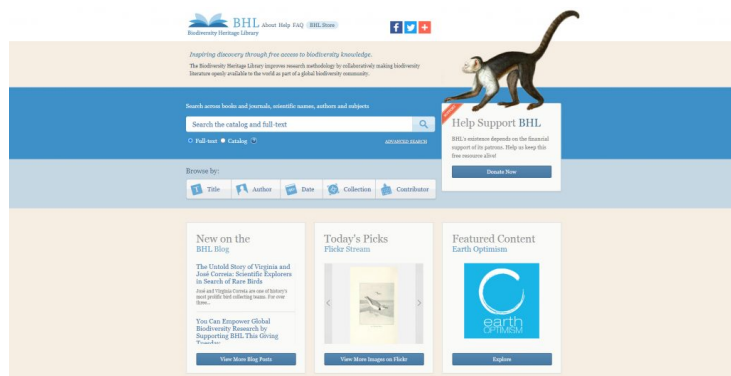 BHL About Help FAQ BHL Store
Biodiversity Heritage Library
Inspiring discovery through free access to biodiversity knowledge.
The Biodiversity Heritage Library improves research methodology by collaboratively making biodiversity
literature openly available to the world as part of a global biodiversity community.
Search across books and journals, scientific names, authors and subjects
Search the catalog and full-text
Full-text Catalog
ADVANCED SEARCH
Help Support BHL
BHL's existence depends on the financial
support of its patrons. Help us keep this
free resource alive!
Donate Now
Browse by:
Title Author Date Collection Contributor
New on the
BHL Blog
The Untold Story of Virginia and
José Correia: Scientific Explorers
in Search of Rare Birds
José and Virginia Correia are one of history's
most prolific bird collecting teams. For over
three...
You Can Empower Global
Biodiversity Research by
Supporting BHL This Giving
Tuesday
View More Blog Posts
Today's Picks
Flickr Stream
View More Images on Flickr
Featured Content
Earth Optimism
earth
OPTIMISM
Explore